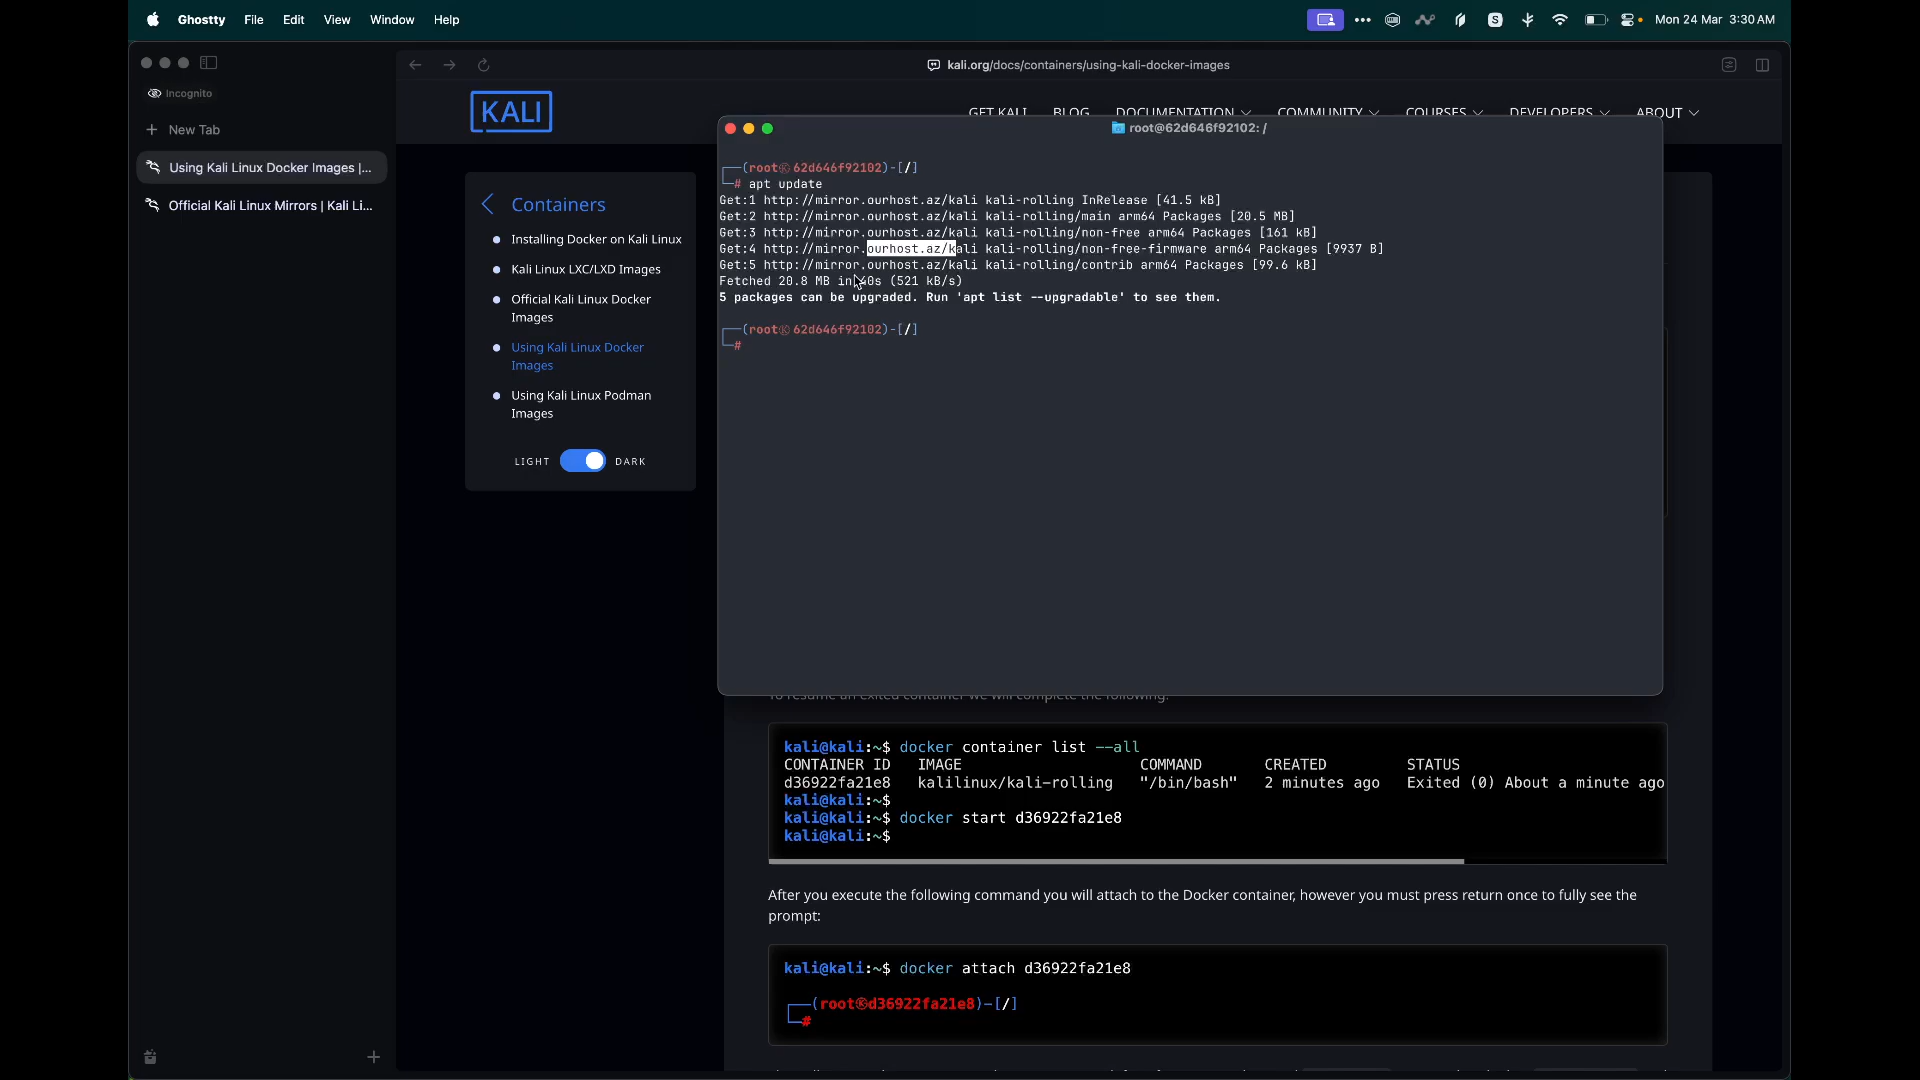 Ghostty File Edit View Window Help
S
Mon 24 Mar 3:30 AM
Incognito
New Tab
Using Kali Linux Docker Images |...
Official Kali Linux Mirrors | Kali Li...
kali.org/docs/containers/using-kali-docker-images
KALI
GET KALI BLOG DOCUMENTATION COMMUNITY COURSES DEVELOPERS ABOUT
Containers
Installing Docker on Kali Linux
Kali Linux LXC/LXD Images
Official Kali Linux Docker
Images
Using Kali Linux Docker
Images
Using Kali Linux Podman
Images
LIGHT DARK
root@62d646f92102: /
┌──(root㉿62d646f92102)-[/]
└─# apt update
Get:1 http://mirror.ourhost.az/kali kali-rolling InRelease [41.5 kB]
Get:2 http://mirror.ourhost.az/kali kali-rolling/main arm64 Packages [20.5 MB]
Get:3 http://mirror.ourhost.az/kali kali-rolling/non-free arm64 Packages [161 kB]
Get:4 http://mirror.ourhost.az/kali kali-rolling/non-free-firmware arm64 Packages [9937 B]
Get:5 http://mirror.ourhost.az/kali kali-rolling/contrib arm64 Packages [99.6 kB]
Fetched 20.8 MB in 40s (521 kB/s)
5 packages can be upgraded. Run 'apt list --upgradable' to see them.
┌──(root㉿62d646f92102)-[/]
└─#
To resume an exited container we will complete the following:
kali@kali:~$ docker container list --all
CONTAINER ID IMAGE COMMAND CREATED STATUS
d36922fa21e8 kalilinux/kali-rolling "/bin/bash" 2 minutes ago Exited (0) About a minute ago
kali@kali:~$
kali@kali:~$ docker start d36922fa21e8
kali@kali:~$
After you execute the following command you will attach to the Docker container, however you must press return once to fully see the
prompt:
kali@kali:~$ docker attach d36922fa21e8
┌──(root㉿d36922fa21e8)-[/]
└─#